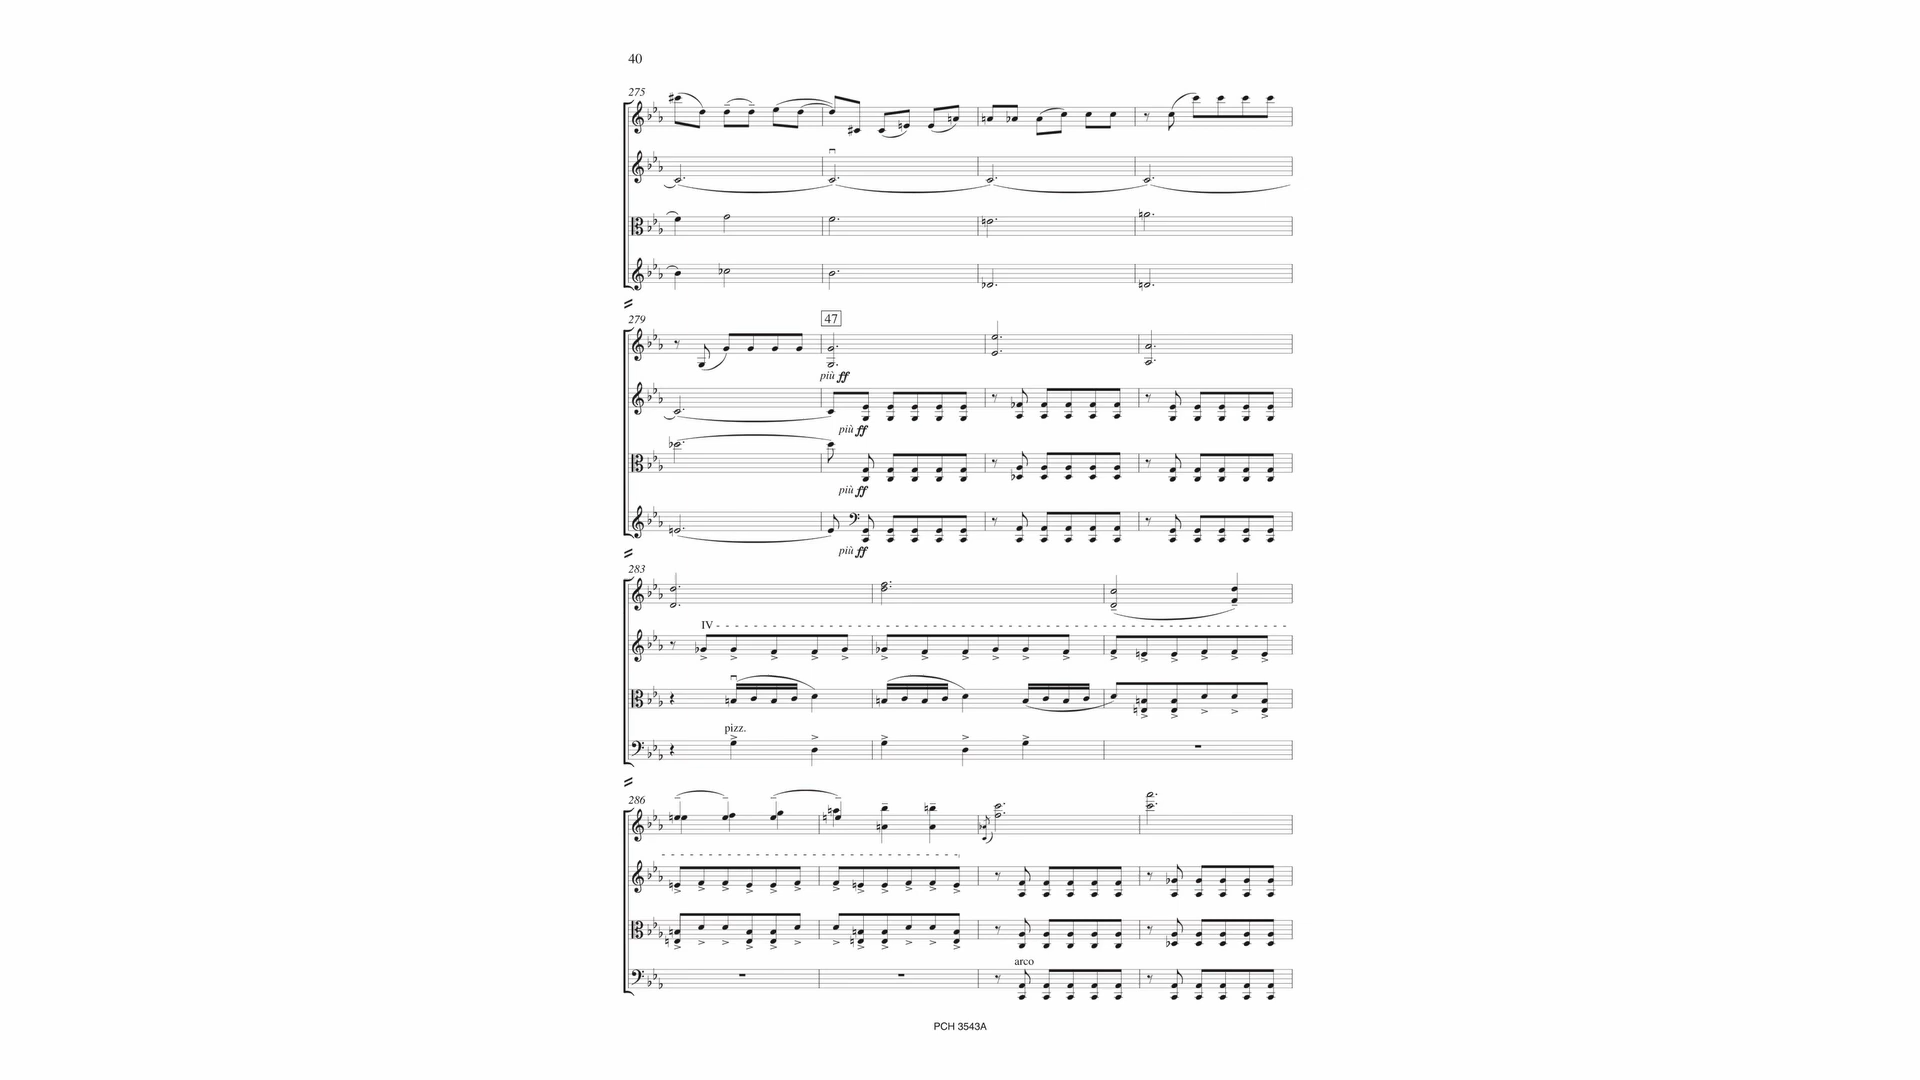 40
275
279
47
più ff
più ff
più ff
più ff
283
IV
pizz.
286
arco
PCH 3543A